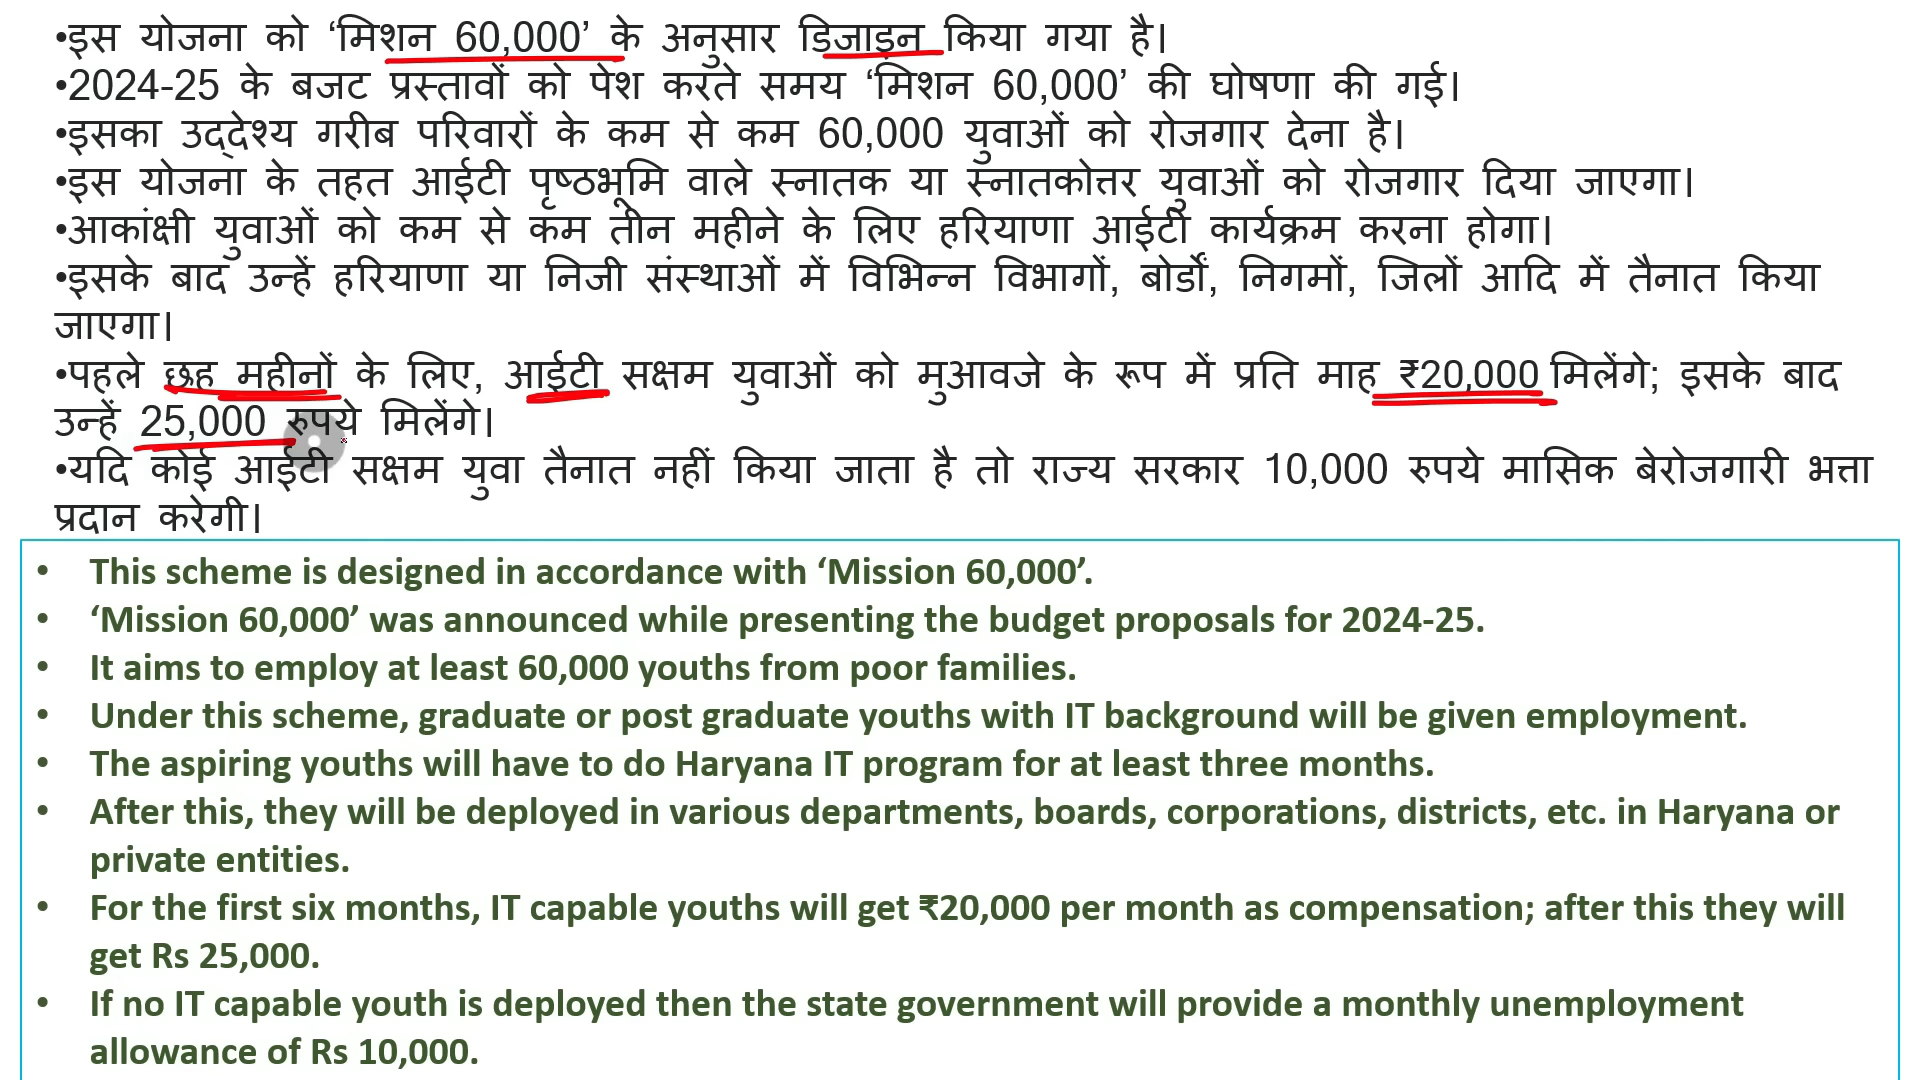 •इस योजना को ‘मिशन 60,000’ के अनुसार डिजाइन किया गया है।
•2024-25 के बजट प्रस्तावों को पेश करते समय ‘मिशन 60,000’ की घोषणा की गई।
•इसका उद्देश्य गरीब परिवारों के कम से कम 60,000 युवाओं को रोजगार देना है।
•इस योजना के तहत आईटी पृष्ठभूमि वाले स्नातक या स्नातकोत्तर युवाओं को रोजगार दिया जाएगा।
•आकांक्षी युवाओं को कम से कम तीन महीने के लिए हरियाणा आईटी कार्यक्रम करना होगा।
•इसके बाद उन्हें हरियाणा या निजी संस्थाओं में विभिन्न विभागों, बोर्डों, निगमों, जिलों आदि में तैनात किया
जाएगा।
•पहले छह महीनों के लिए, आईटी सक्षम युवाओं को मुआवजे के रूप में प्रति माह ₹20,000 मिलेंगे; इसके बाद
उन्हें 25,000 रुपये मिलेंगे।
•यदि कोई आईटी सक्षम युवा तैनात नहीं किया जाता है तो राज्य सरकार 10,000 रुपये मासिक बेरोजगारी भत्ता
प्रदान करेगी।
• This scheme is designed in accordance with ‘Mission 60,000’.
• ‘Mission 60,000’ was announced while presenting the budget proposals for 2024-25.
• It aims to employ at least 60,000 youths from poor families.
• Under this scheme, graduate or post graduate youths with IT background will be given employment.
• The aspiring youths will have to do Haryana IT program for at least three months.
• After this, they will be deployed in various departments, boards, corporations, districts, etc. in Haryana or
private entities.
• For the first six months, IT capable youths will get ₹20,000 per month as compensation; after this they will
get Rs 25,000.
• If no IT capable youth is deployed then the state government will provide a monthly unemployment
allowance of Rs 10,000.